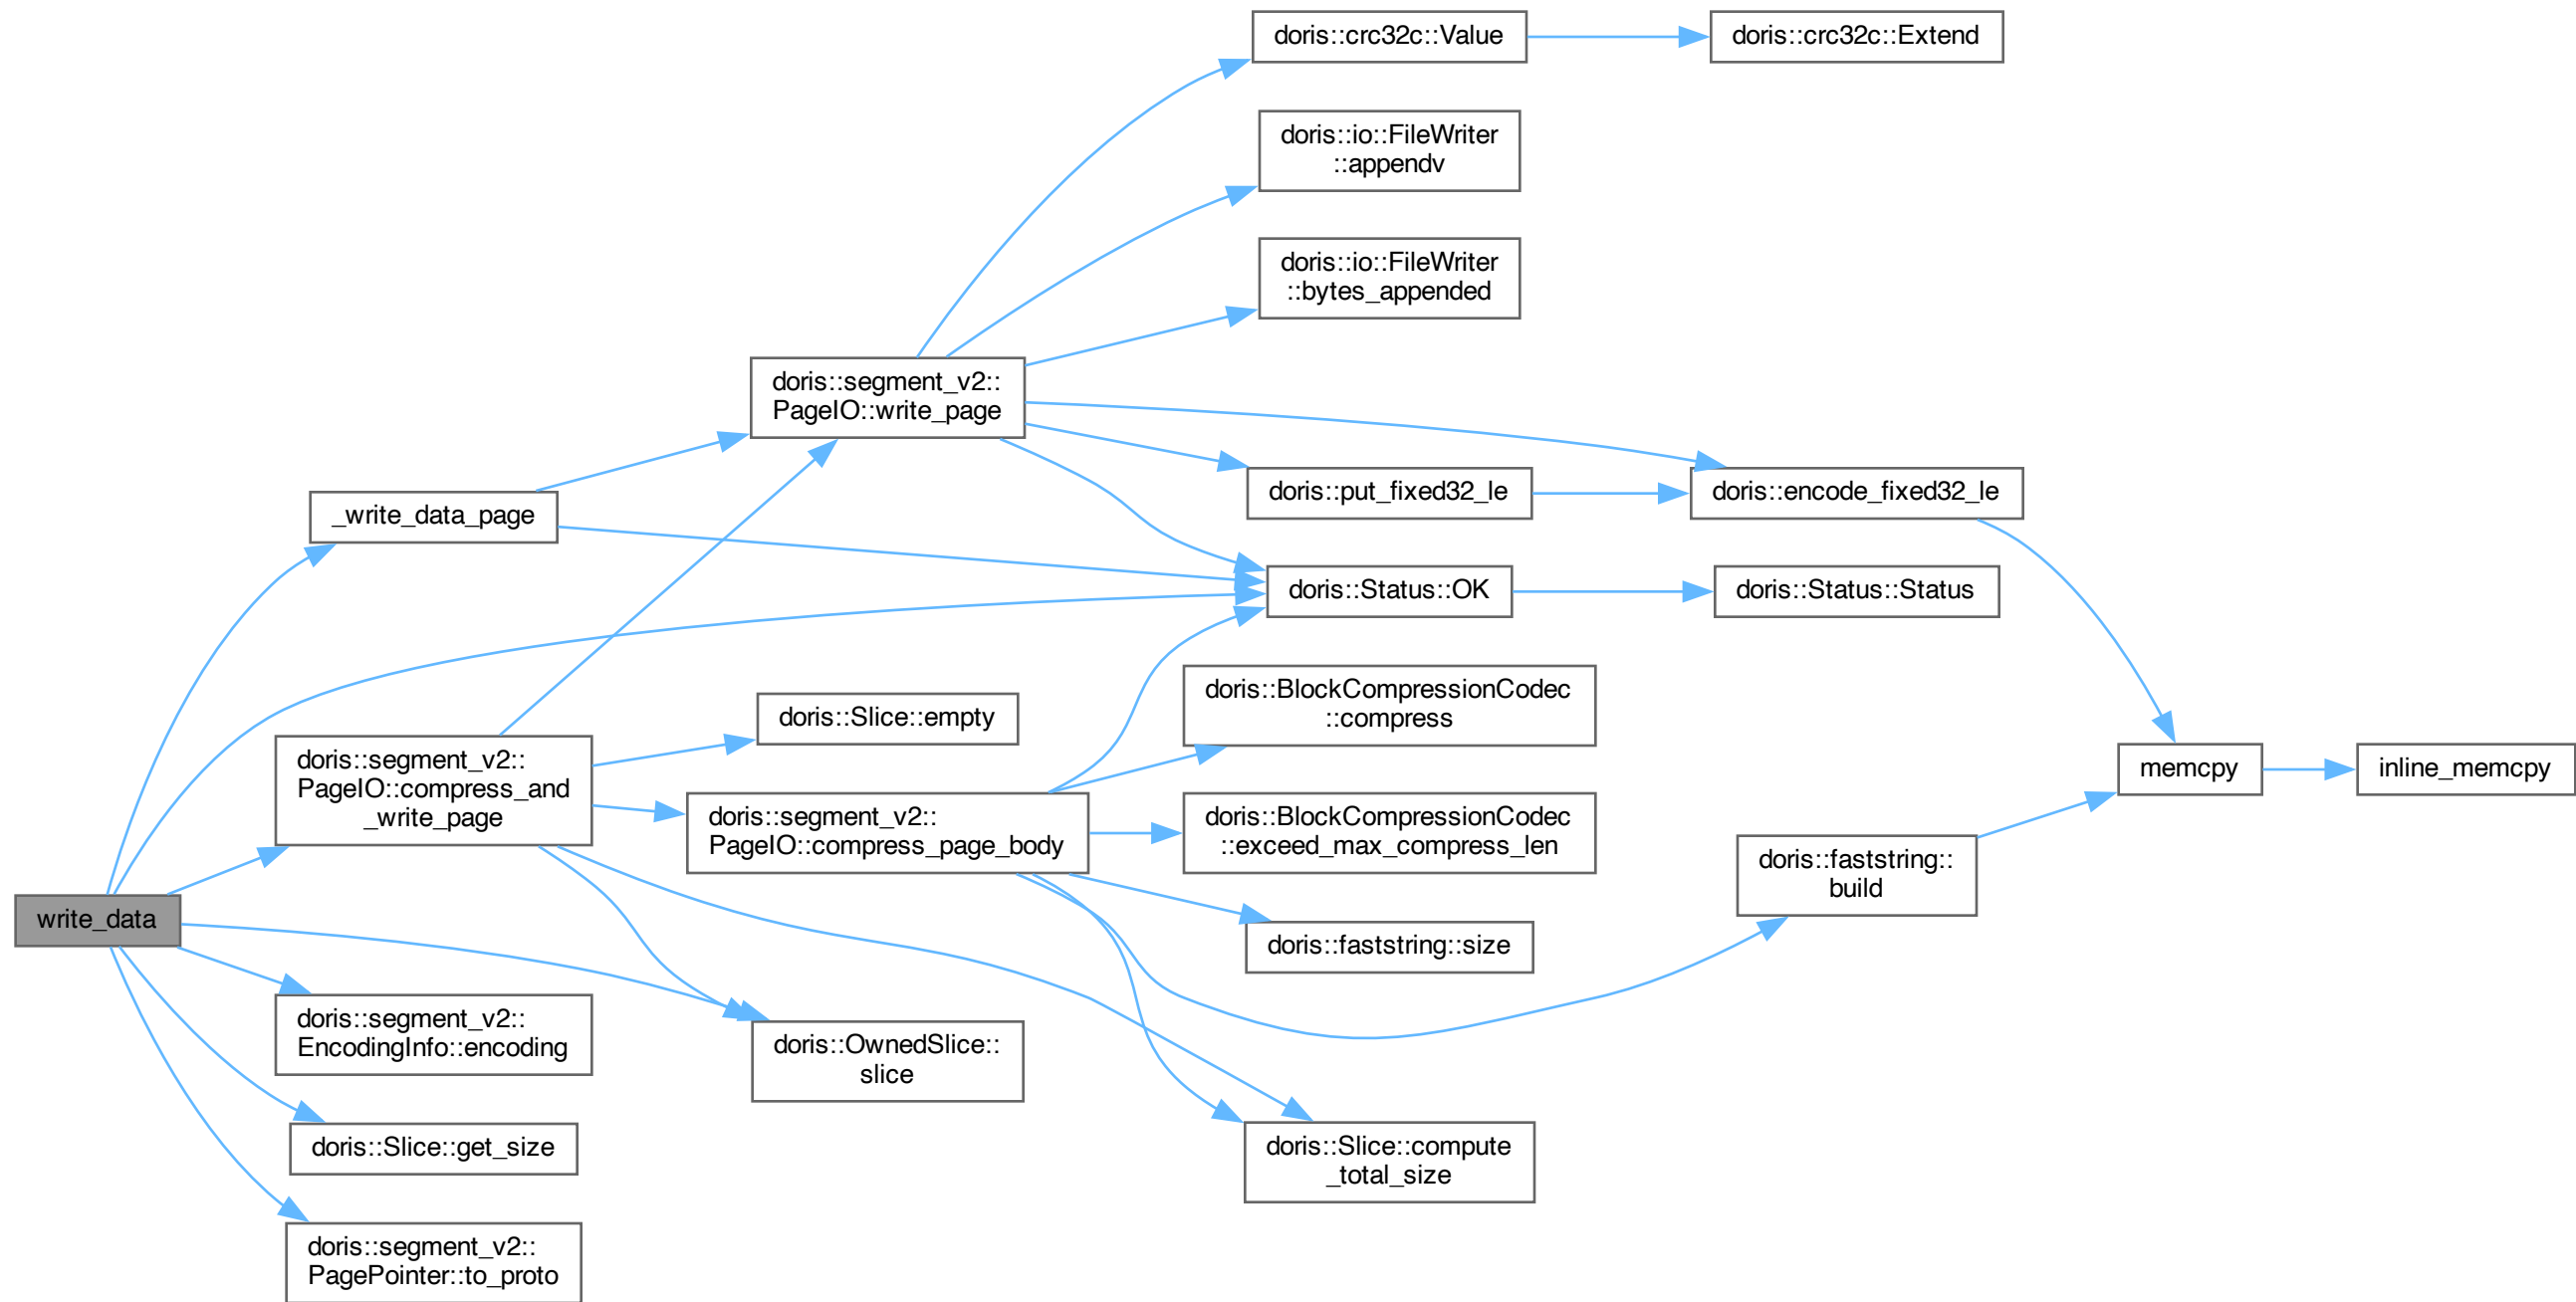 doris::crc32c::Value
doris::crc32c::Extend
doris::io::FileWriter
::appendv
doris::io::FileWriter
::bytes_appended
doris::segment_v2::
PageIO::write_page
_write_data_page
doris::put_fixed32_le
doris::encode_fixed32_le
doris::Status::OK
doris::Status::Status
doris::Slice::empty
doris::BlockCompressionCodec
::compress
doris::segment_v2::
PageIO::compress_and
_write_page
memcpy
inline_memcpy
doris::segment_v2::
PageIO::compress_page_body
doris::BlockCompressionCodec
::exceed_max_compress_len
doris::faststring::
build
write_data
doris::faststring::size
doris::segment_v2::
EncodingInfo::encoding
doris::OwnedSlice::
slice
doris::Slice::get_size
doris::Slice::compute
_total_size
doris::segment_v2::
PagePointer::to_proto